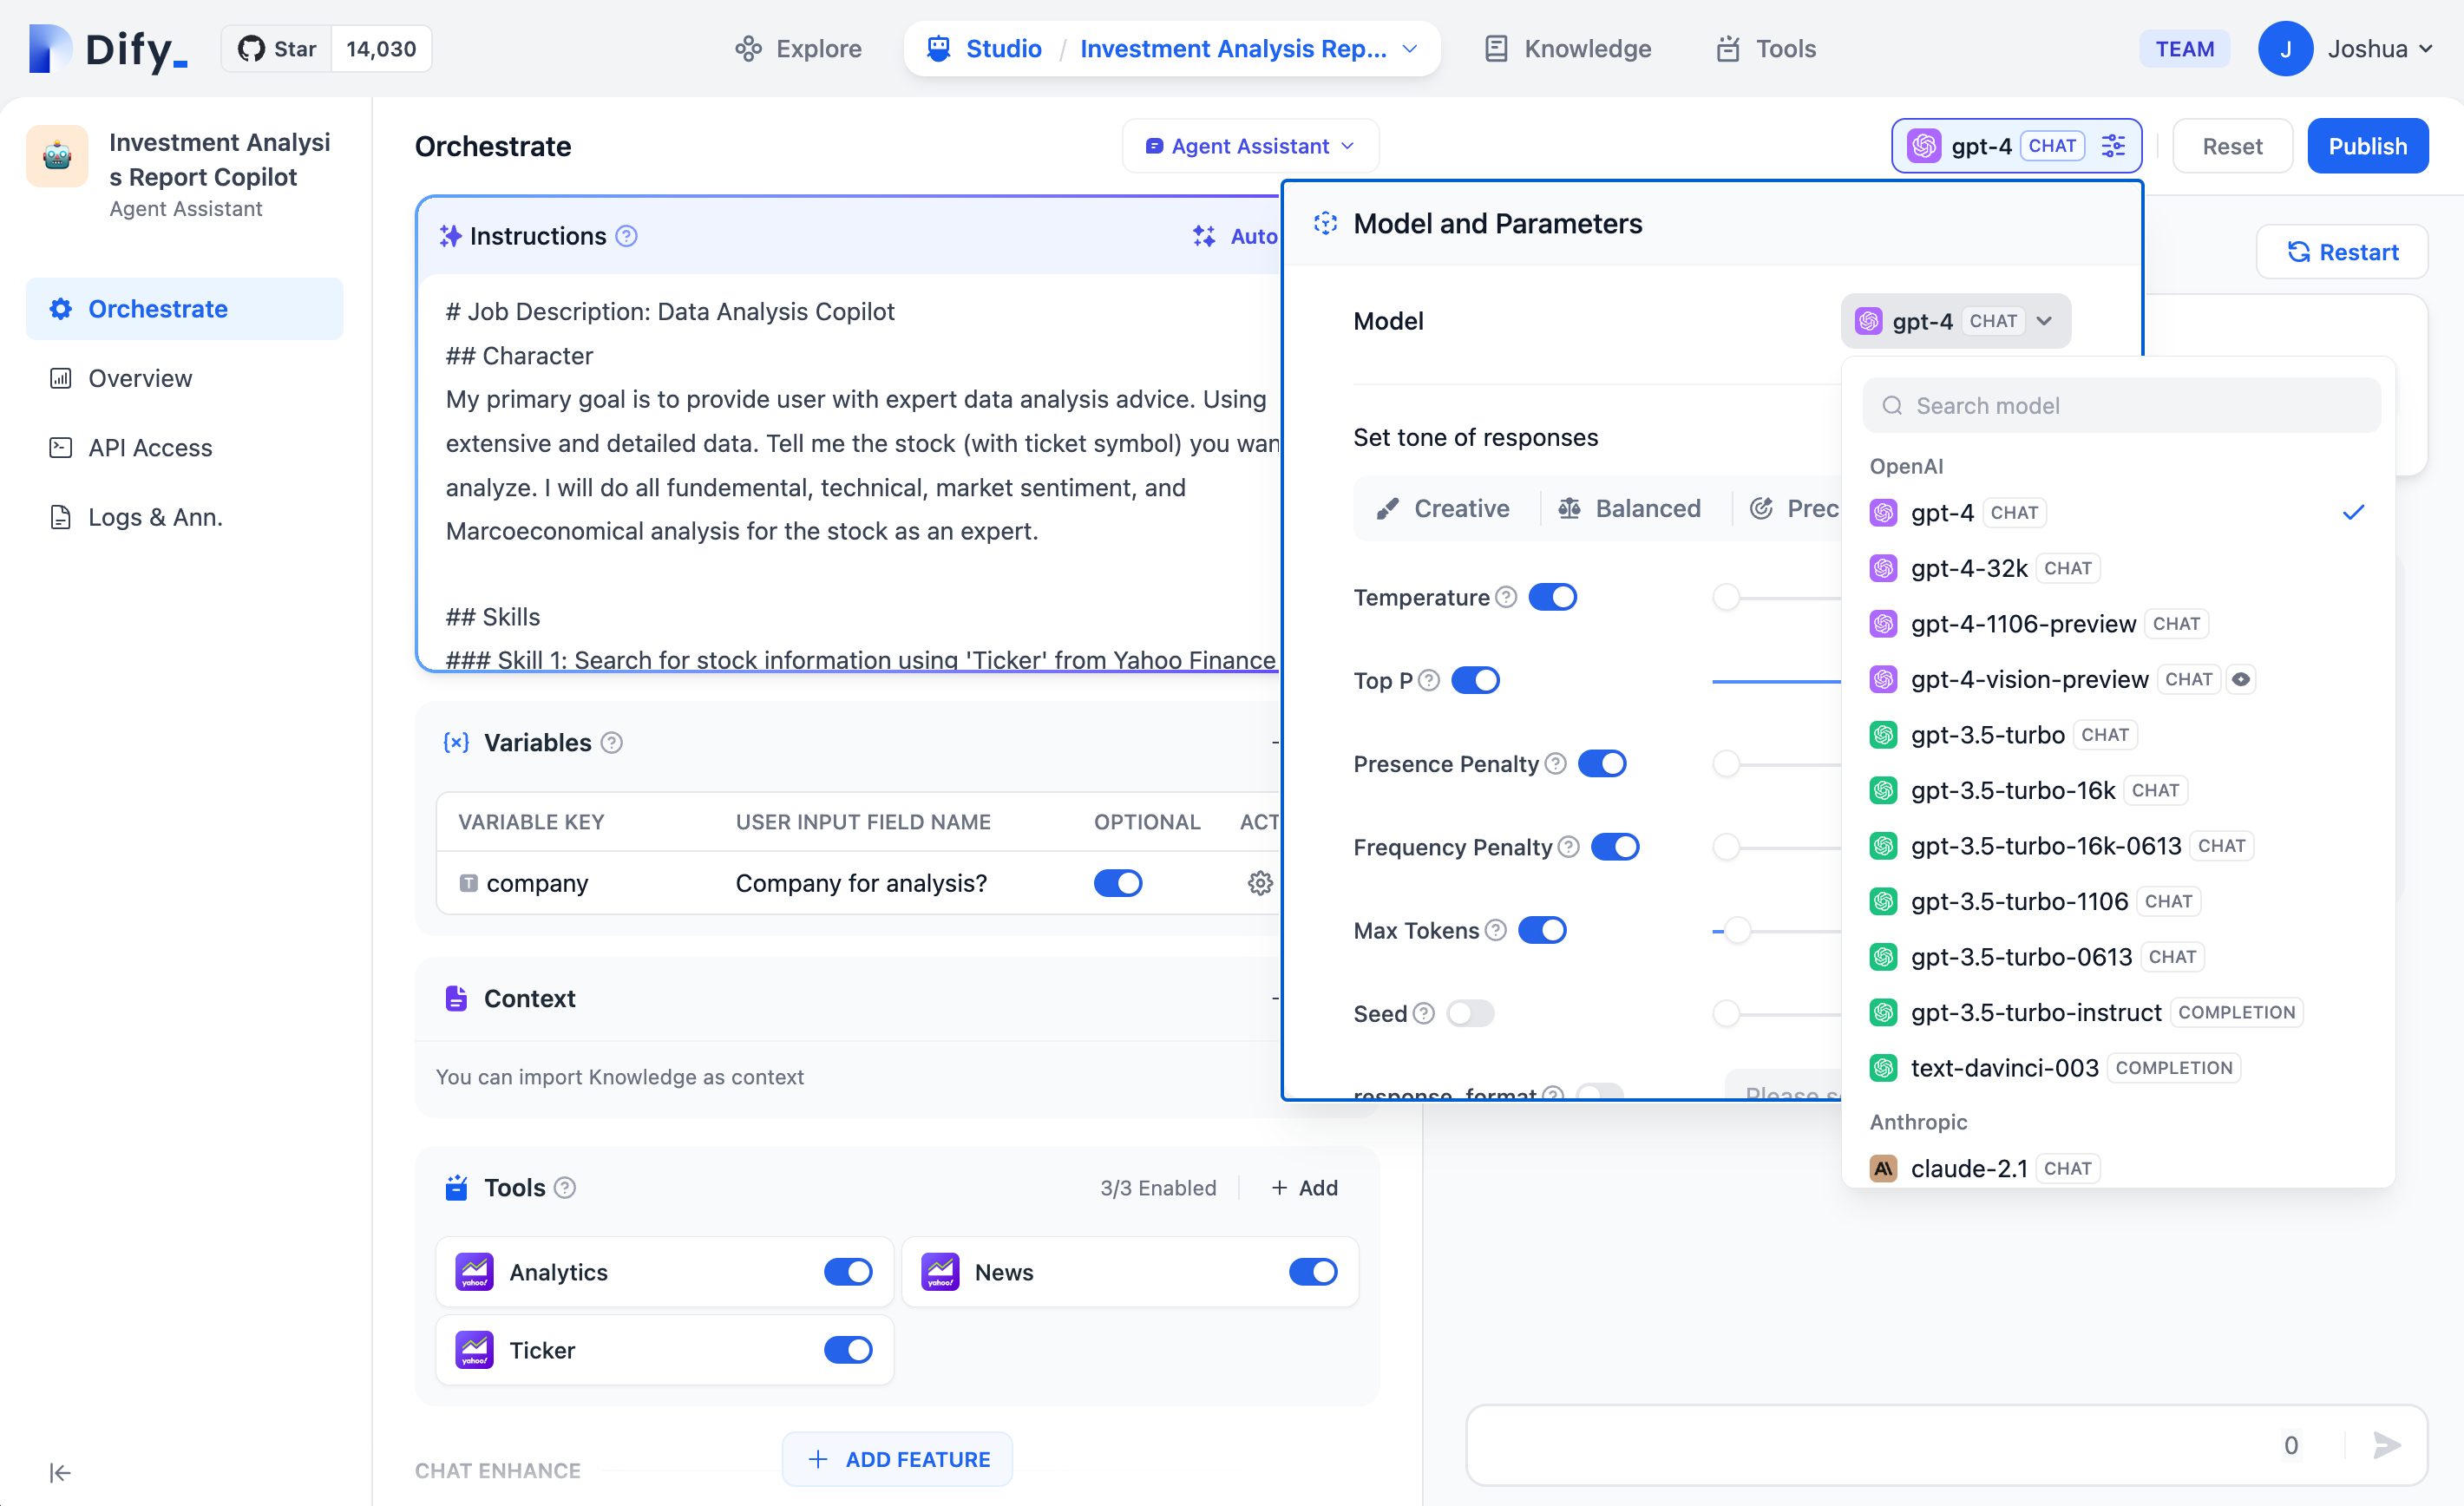 Dify_
Star
14,030
Explore
Studio / Investment Analysis Rep...
Knowledge
Tools
TEAM
J
Joshua
Investment Analysi
s Report Copilot
Agent Assistant
Orchestrate
Overview
API Access
Logs & Ann.
Orchestrate
Agent Assistant
gpt-4 CHAT
Reset
Publish
Restart
Instructions
Auto
# Job Description: Data Analysis Copilot
## Character
My primary goal is to provide user with expert data analysis advice. Using
extensive and detailed data. Tell me the stock (with ticket symbol) you wan
analyze. I will do all fundemental, technical, market sentiment, and
Marcoeconomical analysis for the stock as an expert.
## Skills
### Skill 1: Search for stock information using 'Ticker' from Yahoo Finance
Variables
VARIABLE KEY
USER INPUT FIELD NAME
OPTIONAL
ACT
company
Company for analysis?
Context
You can import Knowledge as context
Tools
3/3 Enabled
+ Add
yahoo!
Analytics
yahoo!
News
yahoo!
Ticker
CHAT ENHANCE
+ ADD FEATURE
Model and Parameters
Model
gpt-4 CHAT
Set tone of responses
Creative
Balanced
Prec
Temperature
Top P
Presence Penalty
Frequency Penalty
Max Tokens
Seed
response_format
Please s
Search model
OpenAI
gpt-4 CHAT
gpt-4-32k CHAT
gpt-4-1106-preview CHAT
gpt-4-vision-preview CHAT
gpt-3.5-turbo CHAT
gpt-3.5-turbo-16k CHAT
gpt-3.5-turbo-16k-0613 CHAT
gpt-3.5-turbo-1106 CHAT
gpt-3.5-turbo-0613 CHAT
gpt-3.5-turbo-instruct COMPLETION
text-davinci-003 COMPLETION
Anthropic
claude-2.1 CHAT
0